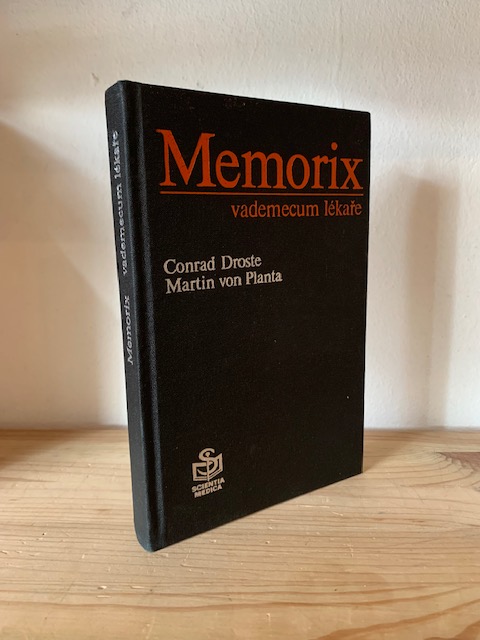 Memorix
vademecum lékaře
Conrad Droste
Martin von Planta
SCIENTIA
MEDICA
Memorix vademecum lékaře